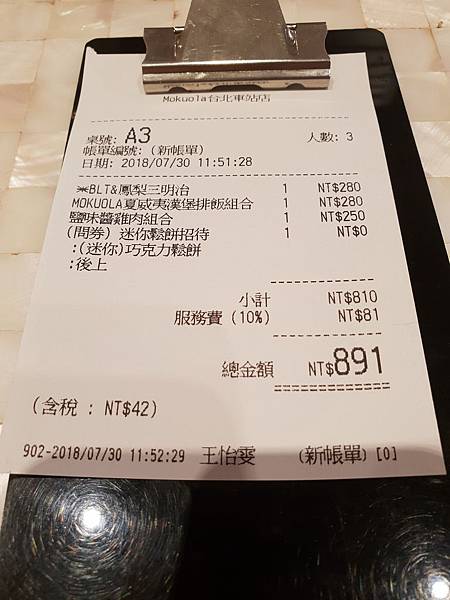 Mokuola台北車站店
桌號: A3 人數: 3
帳單編號: (新帳單)
日期: 2018/07/30 11:51:28
※BLT&鳳梨三明治 1 NT$280
MOKUOLA夏威夷漢堡排飯組合 1 NT$280
鹽味醬雞肉組合 1 NT$250
(問券) 迷你鬆餅招待 1 NT$0
:(迷你)巧克力鬆餅
:後上
小計 NT$810
服務費 (10%) NT$81
總金額 NT$891
(含稅 : NT$42)
902-2018/07/30 11:52:29 王怡雯 (新帳單) [0]